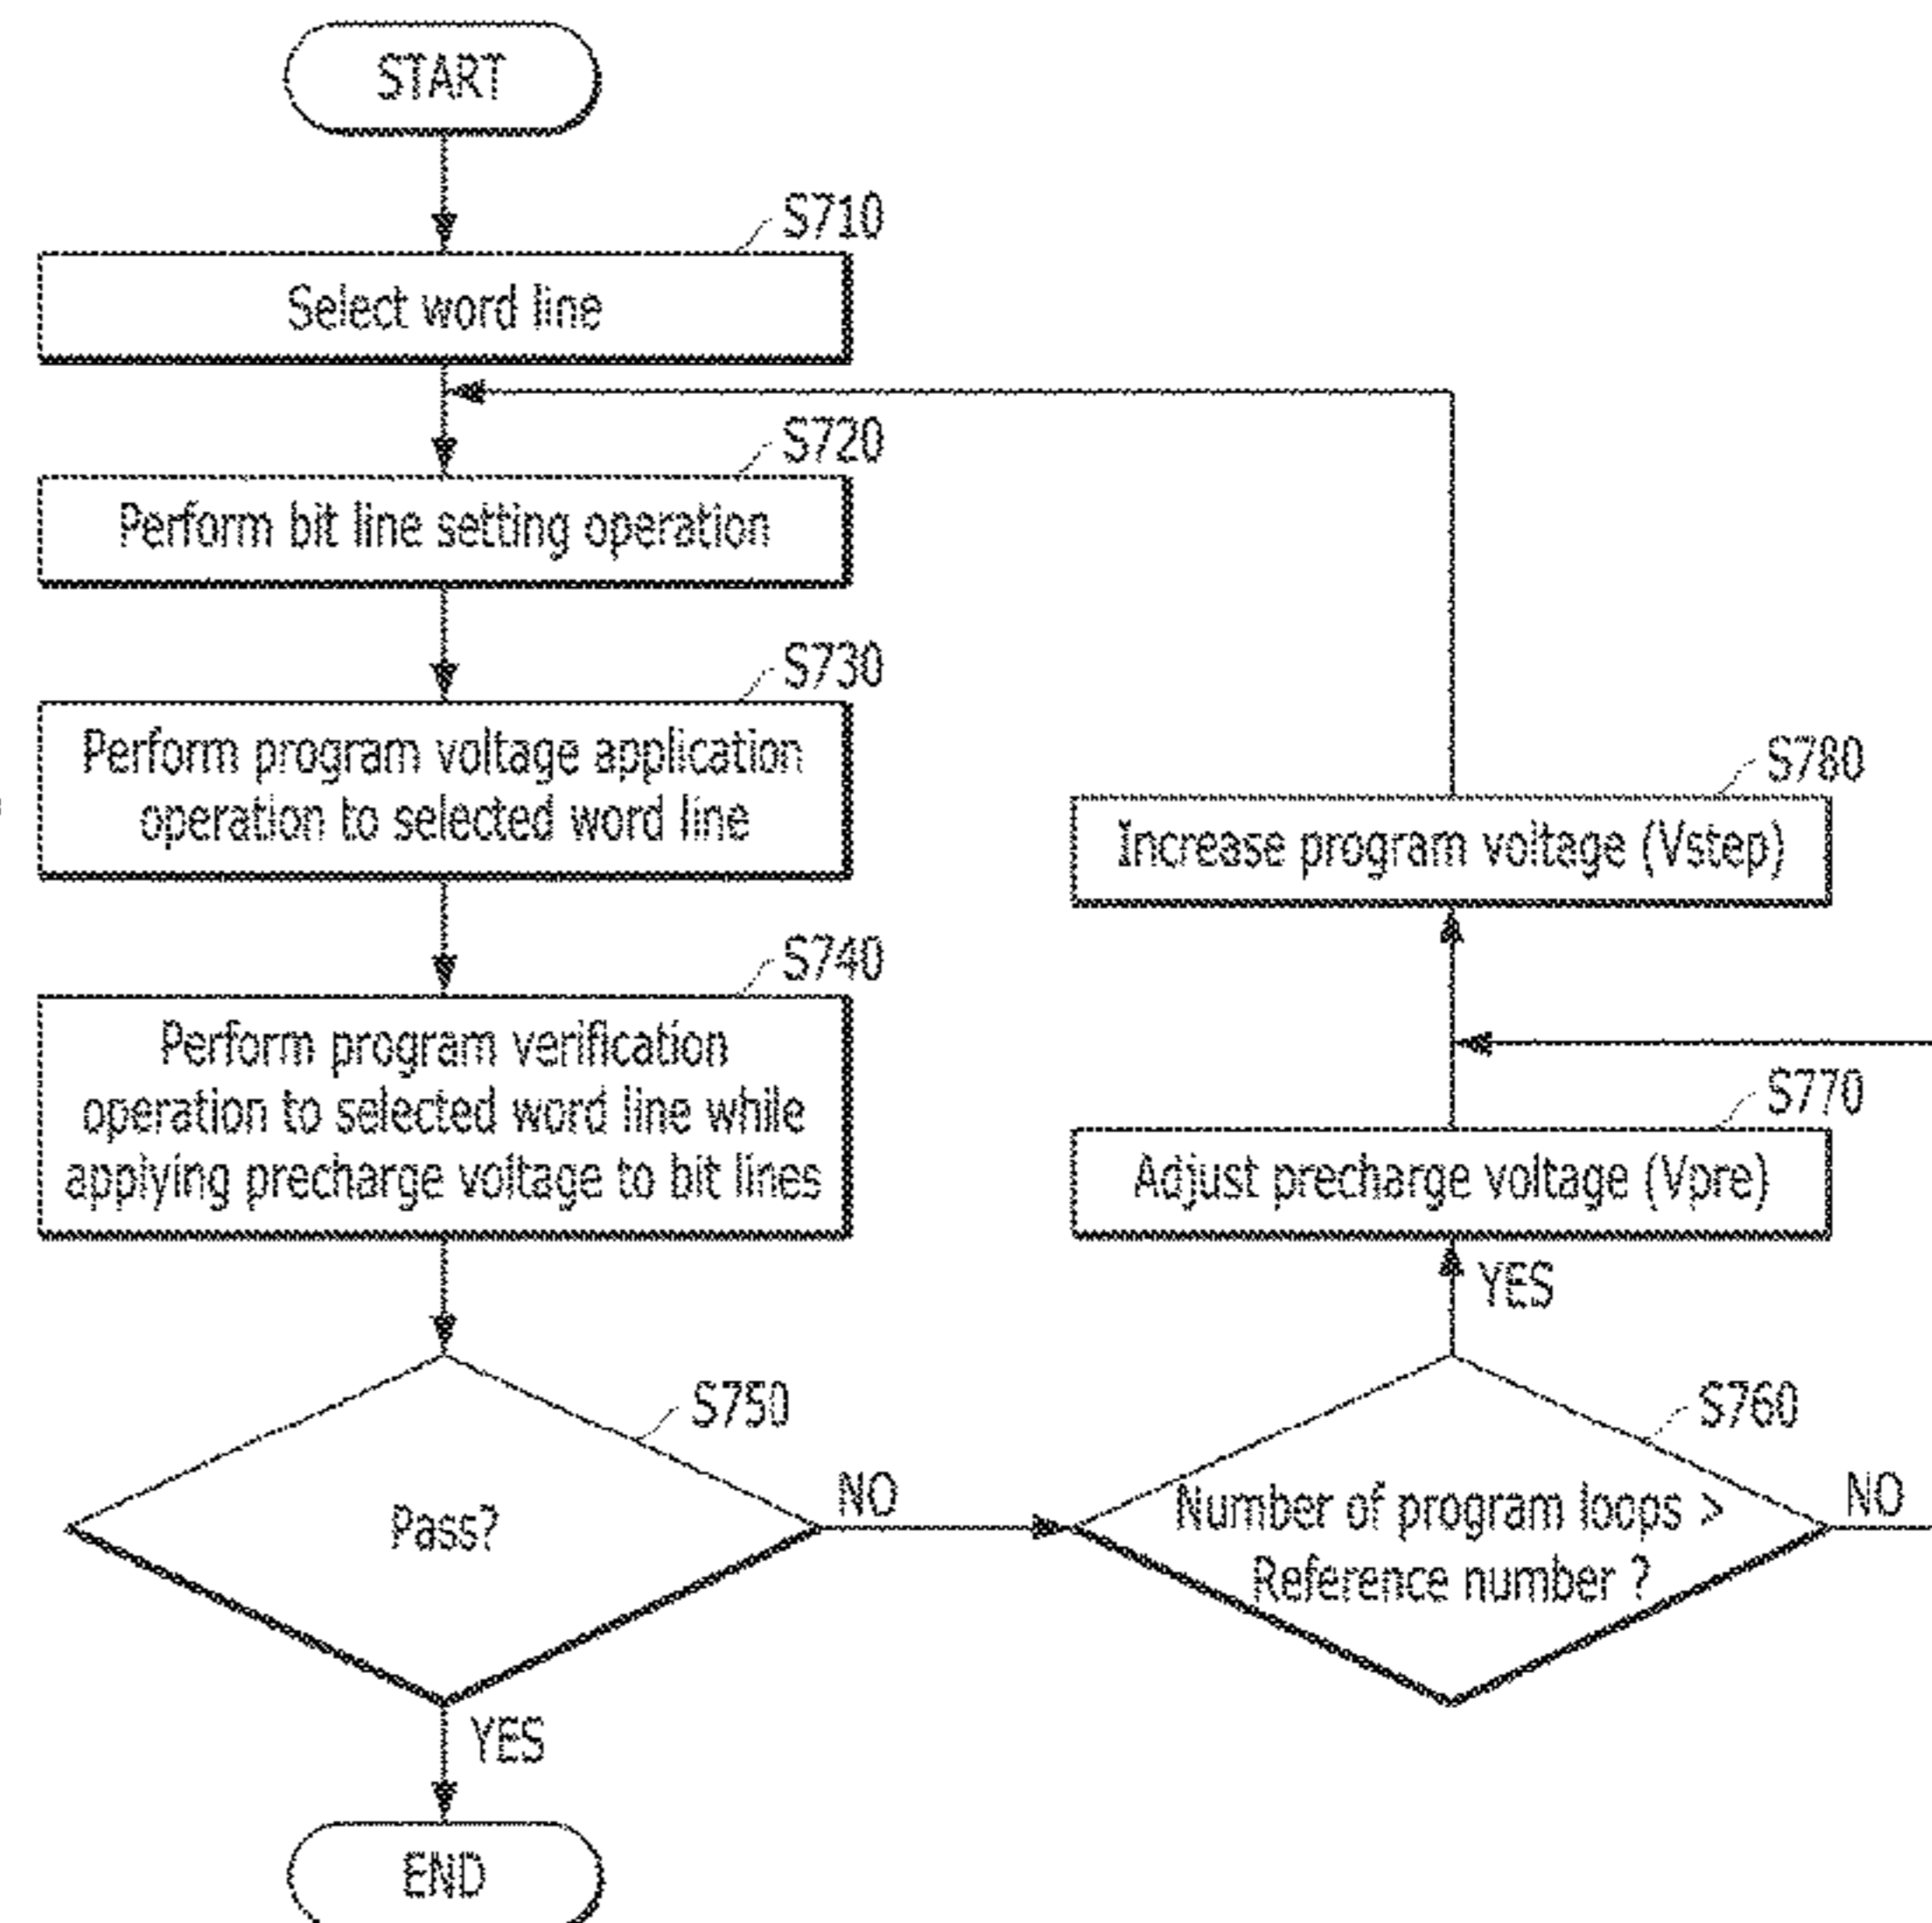 START
S710
Select word line
S720
Perform bit line setting operation
S730
Perform program voltage application
operation to selected word line
S740
Perform program verification
operation to selected word line while
applying precharge voltage to bit lines
S750
Pass?
NO
YES
END
S760
Number of program loops >
Reference number ?
NO
YES
S770
Adjust precharge voltage (Vpre)
S780
Increase program voltage (Vstep)